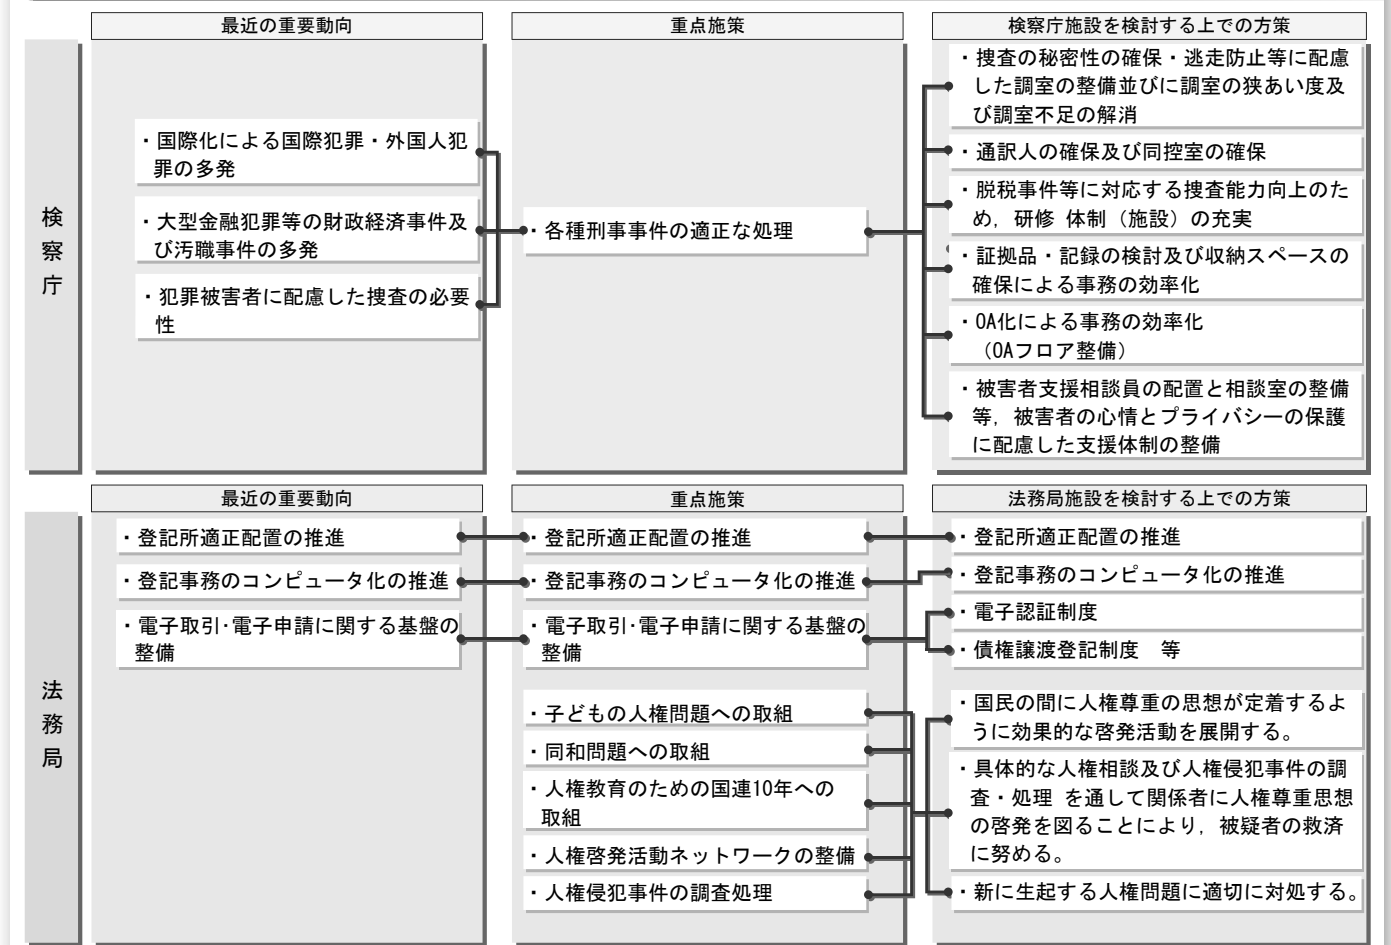 最近の重要動向
重点施策
検察庁施設を検討する上での方策
検察庁
・国際化による国際犯罪・外国人犯
罪の多発
・大型金融犯罪等の財政経済事件及
び汚職事件の多発
・犯罪被害者に配慮した捜査の必要
性
・各種刑事事件の適正な処理
・捜査の秘密性の確保・逃走防止等に配慮
した調室の整備並びに調室の狭あい度及
び調室不足の解消
・通訳人の確保及び同控室の確保
・脱税事件等に対応する捜査能力向上のた
め，研修 体制（施設）の充実
・証拠品・記録の検討及び収納スペースの
確保による事務の効率化
・OA化による事務の効率化
（OAフロア整備）
・被害者支援相談員の配置と相談室の整備
等，被害者の心情とプライバシーの保護
に配慮した支援体制の整備
最近の重要動向
重点施策
法務局施設を検討する上での方策
法務局
・登記所適正配置の推進
・登記事務のコンピュータ化の推進
・電子取引･電子申請に関する基盤の
整備
・登記所適正配置の推進
・登記事務のコンピュータ化の推進
・電子取引･電子申請に関する基盤の
整備
・子どもの人権問題への取組
・同和問題への取組
・人権教育のための国連10年への
取組
・人権啓発活動ネットワークの整備
・人権侵犯事件の調査処理
・登記所適正配置の推進
・登記事務のコンピュータ化の推進
・電子認証制度
・債権譲渡登記制度　等
・国民の間に人権尊重の思想が定着するよ
うに効果的な啓発活動を展開する。
・具体的な人権相談及び人権侵犯事件の調
査・処理 を通して関係者に人権尊重思想
の啓発を図ることにより，被疑者の救済
に努める。
・新に生起する人権問題に適切に対処する。